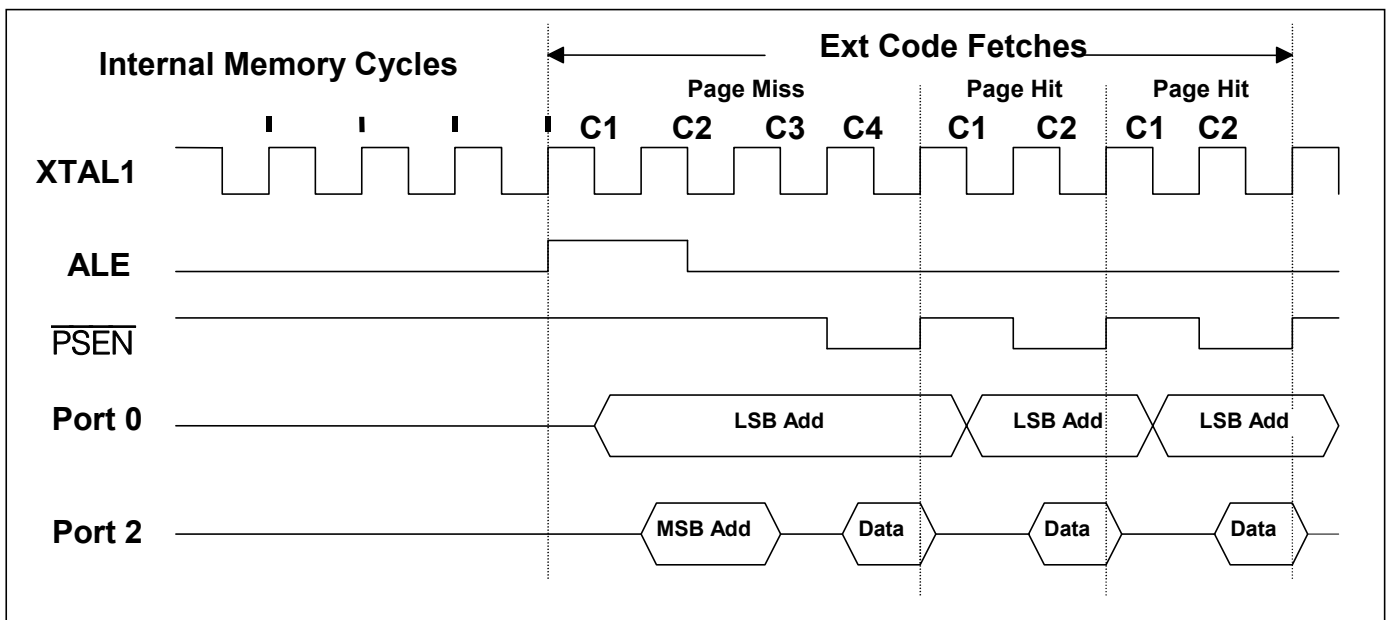 Internal Memory Cycles
Ext Code Fetches
Page Miss Page Hit Page Hit
C1 C2 C3 C4 C1 C2 C1 C2
XTAL1
ALE
PSEN
Port 0 LSB Add LSB Add LSB Add
Port 2 MSB Add Data Data Data